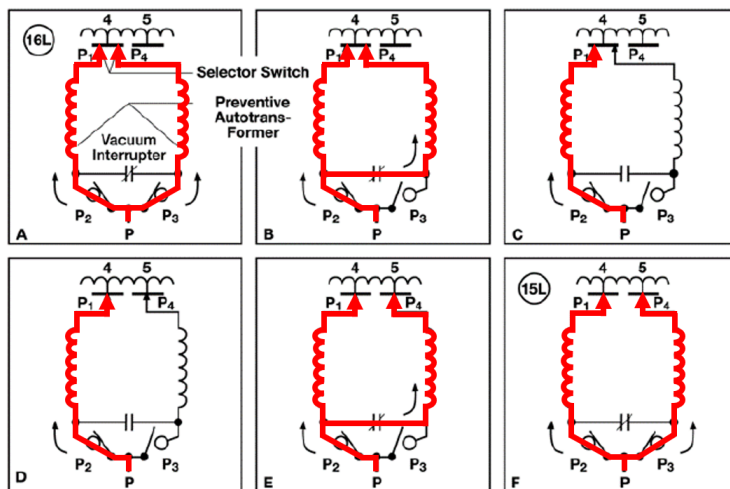 4 5
16L
P1 P4
Selector Switch
Preventive
Autotrans-
Former
Vacuum
Interrupter
P2 P3
P
A
4 5
P1 P4
P2 P3
P
B
4 5
P1 P4
P2 P3
P
C
4 5
P1 P4
P2 P3
P
D
4 5
P1 P4
P2 P3
P
E
4 5
15L
P1 P4
P2 P3
P
F